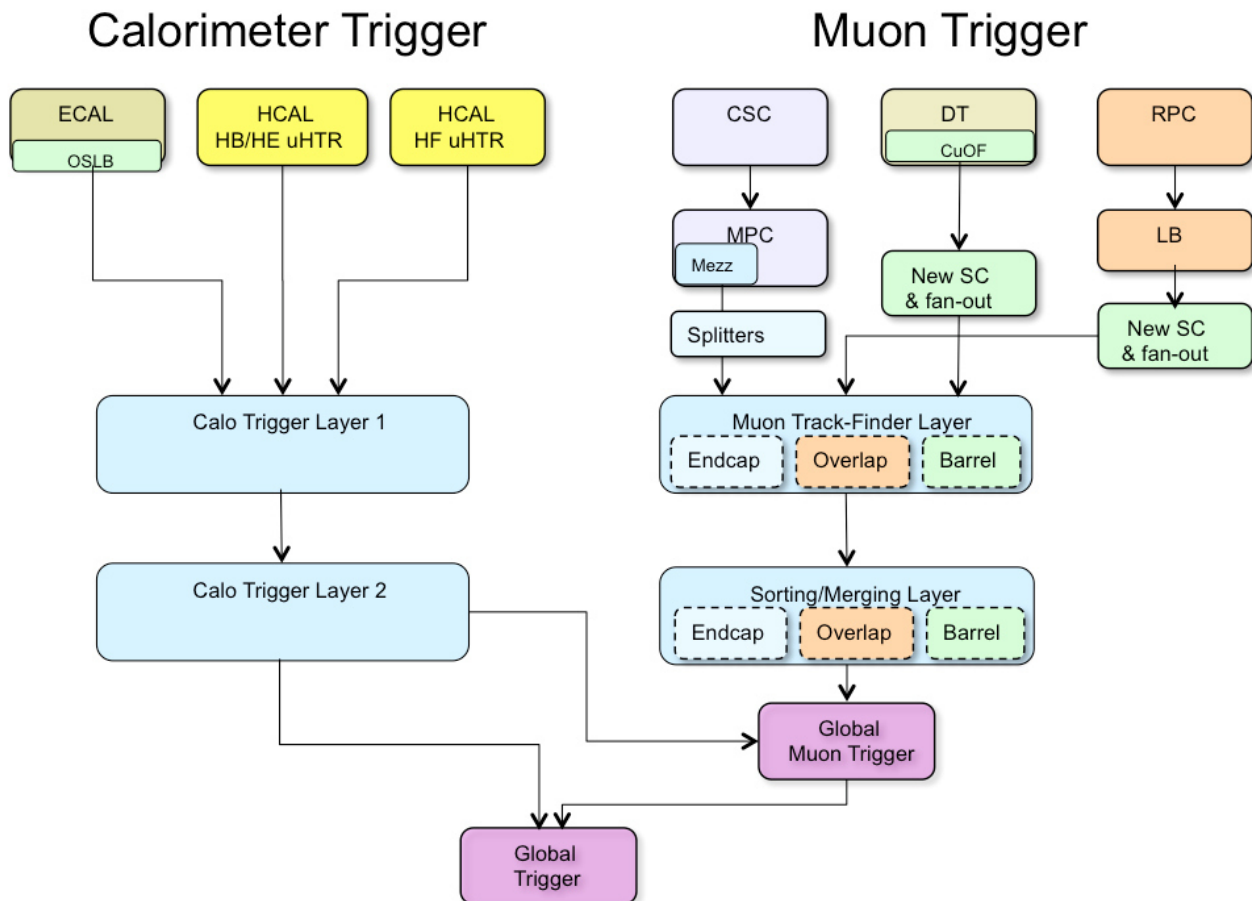 Calorimeter Trigger
Muon Trigger
ECAL
OSLB
HCAL
HB/HE uHTR
HCAL
HF uHTR
CSC
DT
CuOF
RPC
MPC
Mezz
LB
New SC
& fan-out
Splitters
New SC
& fan-out
Calo Trigger Layer 1
Muon Track-Finder Layer
Endcap
Overlap
Barrel
Calo Trigger Layer 2
Sorting/Merging Layer
Endcap
Overlap
Barrel
Global
Muon Trigger
Global
Trigger